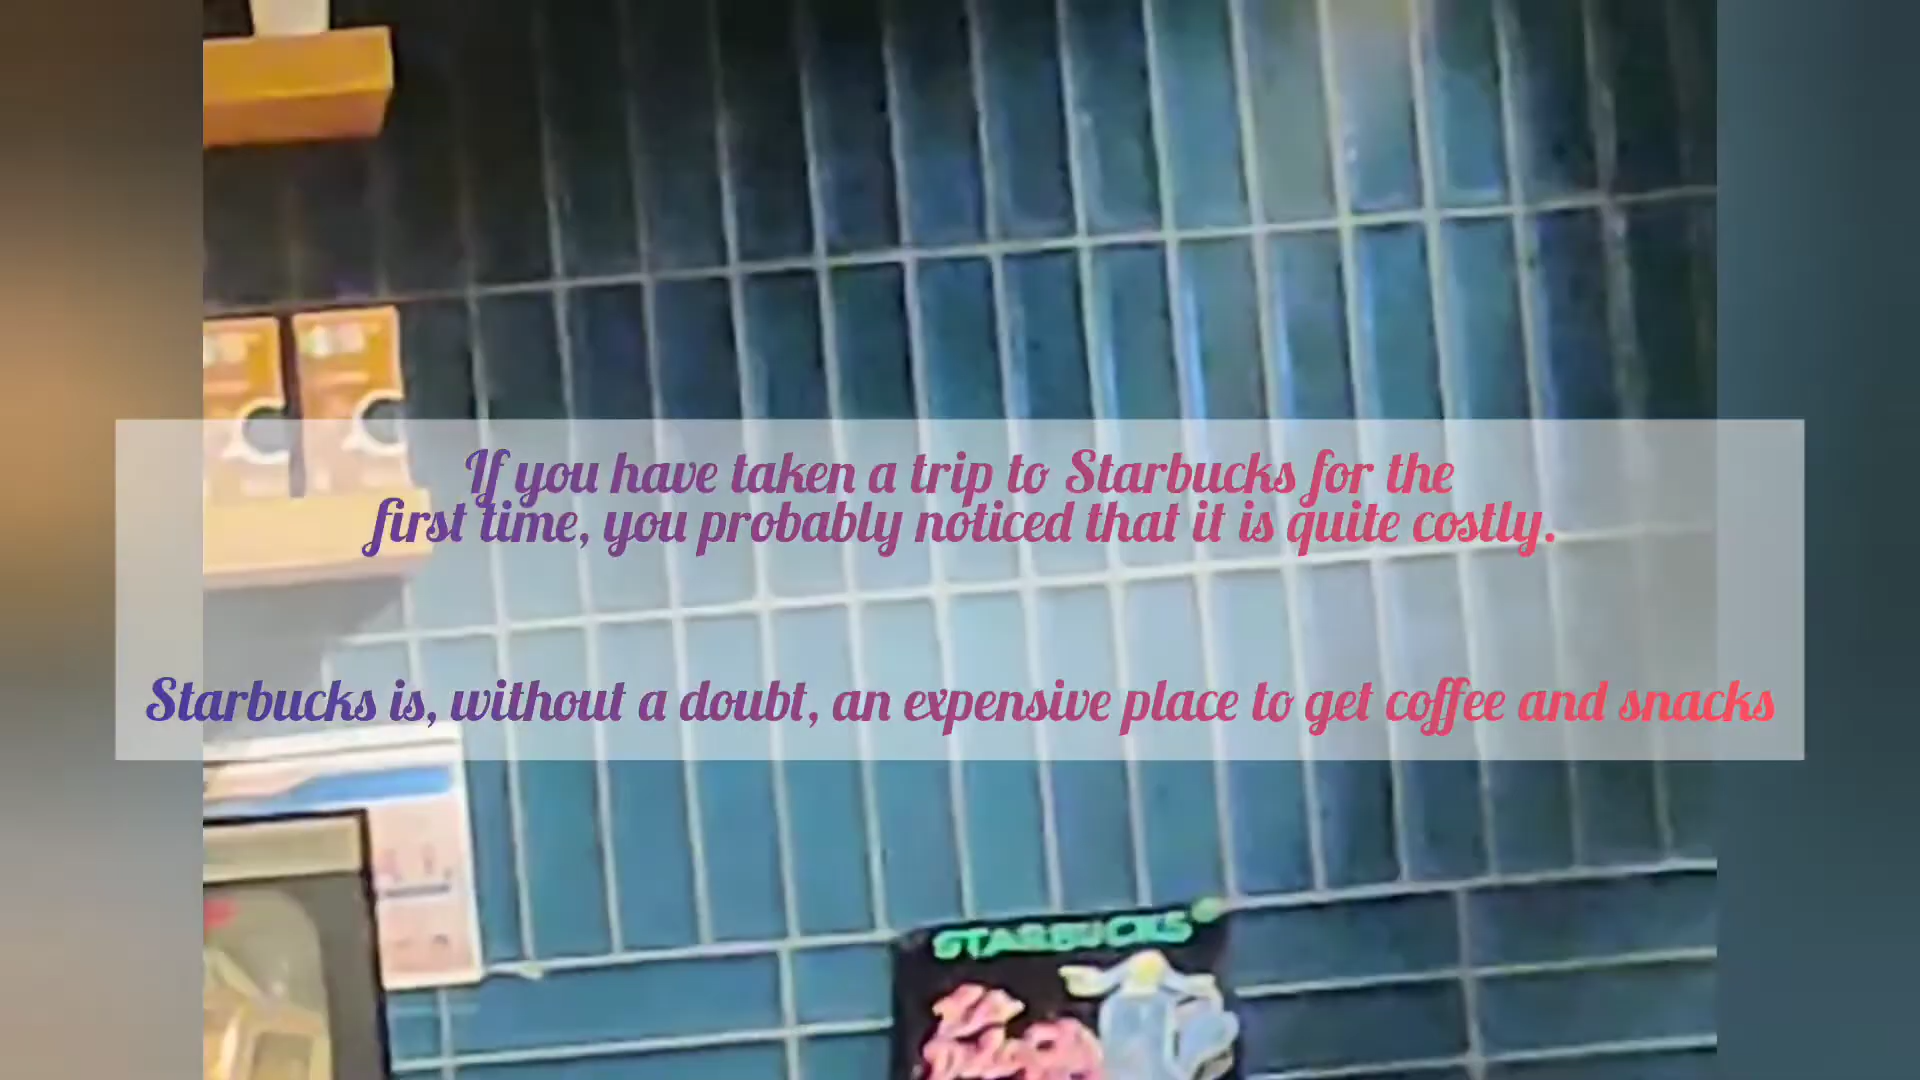 If you have taken a trip to Starbucks for the
first time, you probably noticed that it is quite costly.
Starbucks is, without a doubt, an expensive place to get coffee and snacks
STARBUCKS